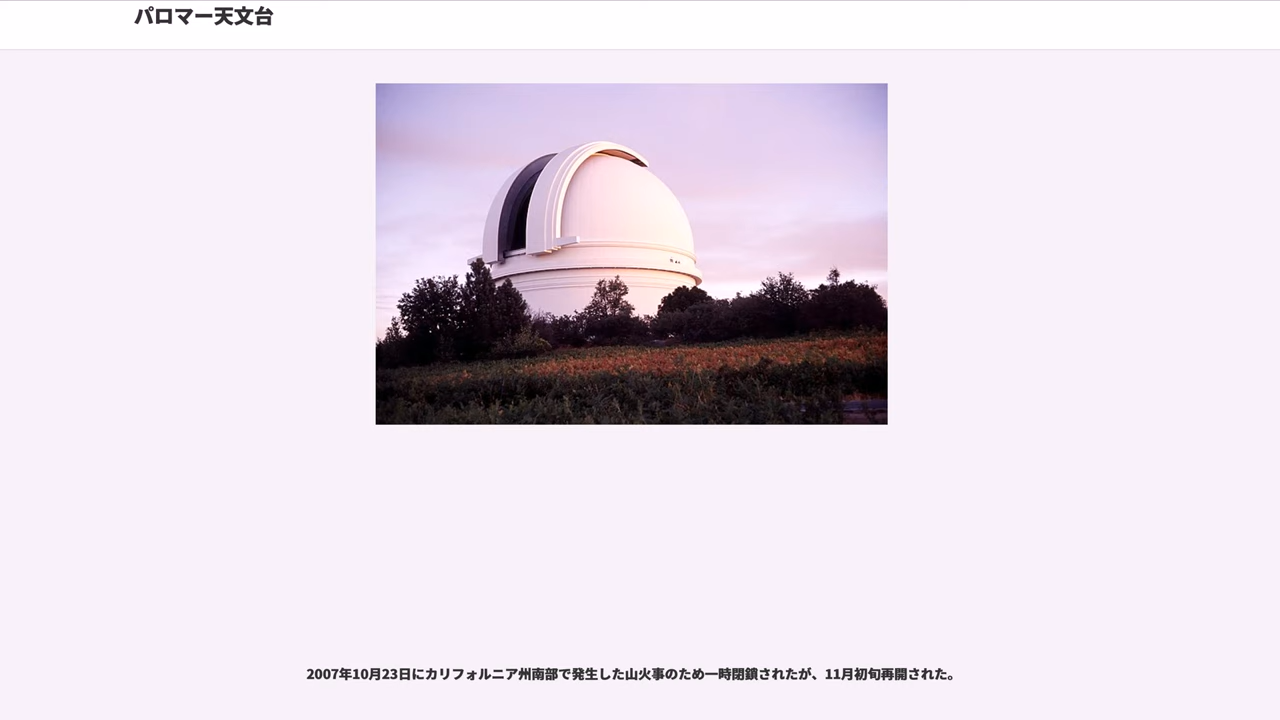 パロマー天文台
2007年10月23日にカリフォルニア州南部で発生した山火事のため一時閉鎖されたが、11月初旬再開された。